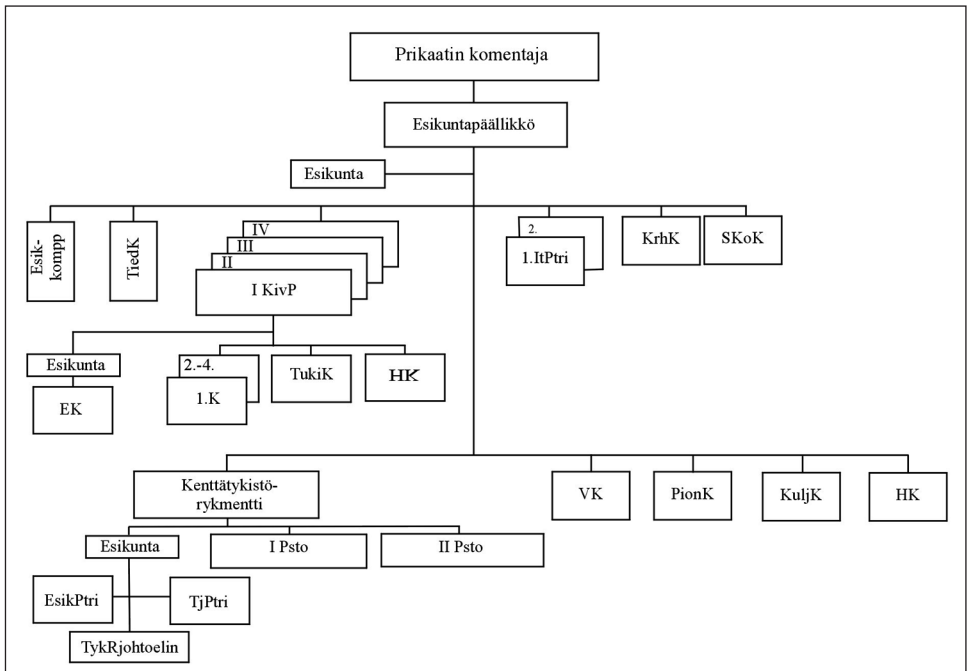 Prikaatin komentaja
Esikuntapäällikkö
Esikunta
Esik-
kompp
TiedK
IV
III
II
I KivP
2.
1.ItPtri
KrhK
SKoK
Esikunta
EK
2.-4.
1.K
TukiK
HK
Kenttätykistö-
rykmentti
VK
PionK
KuljK
HK
Esikunta
I Psto
II Psto
EsikPtri
TjPtri
TykRjohtoelin